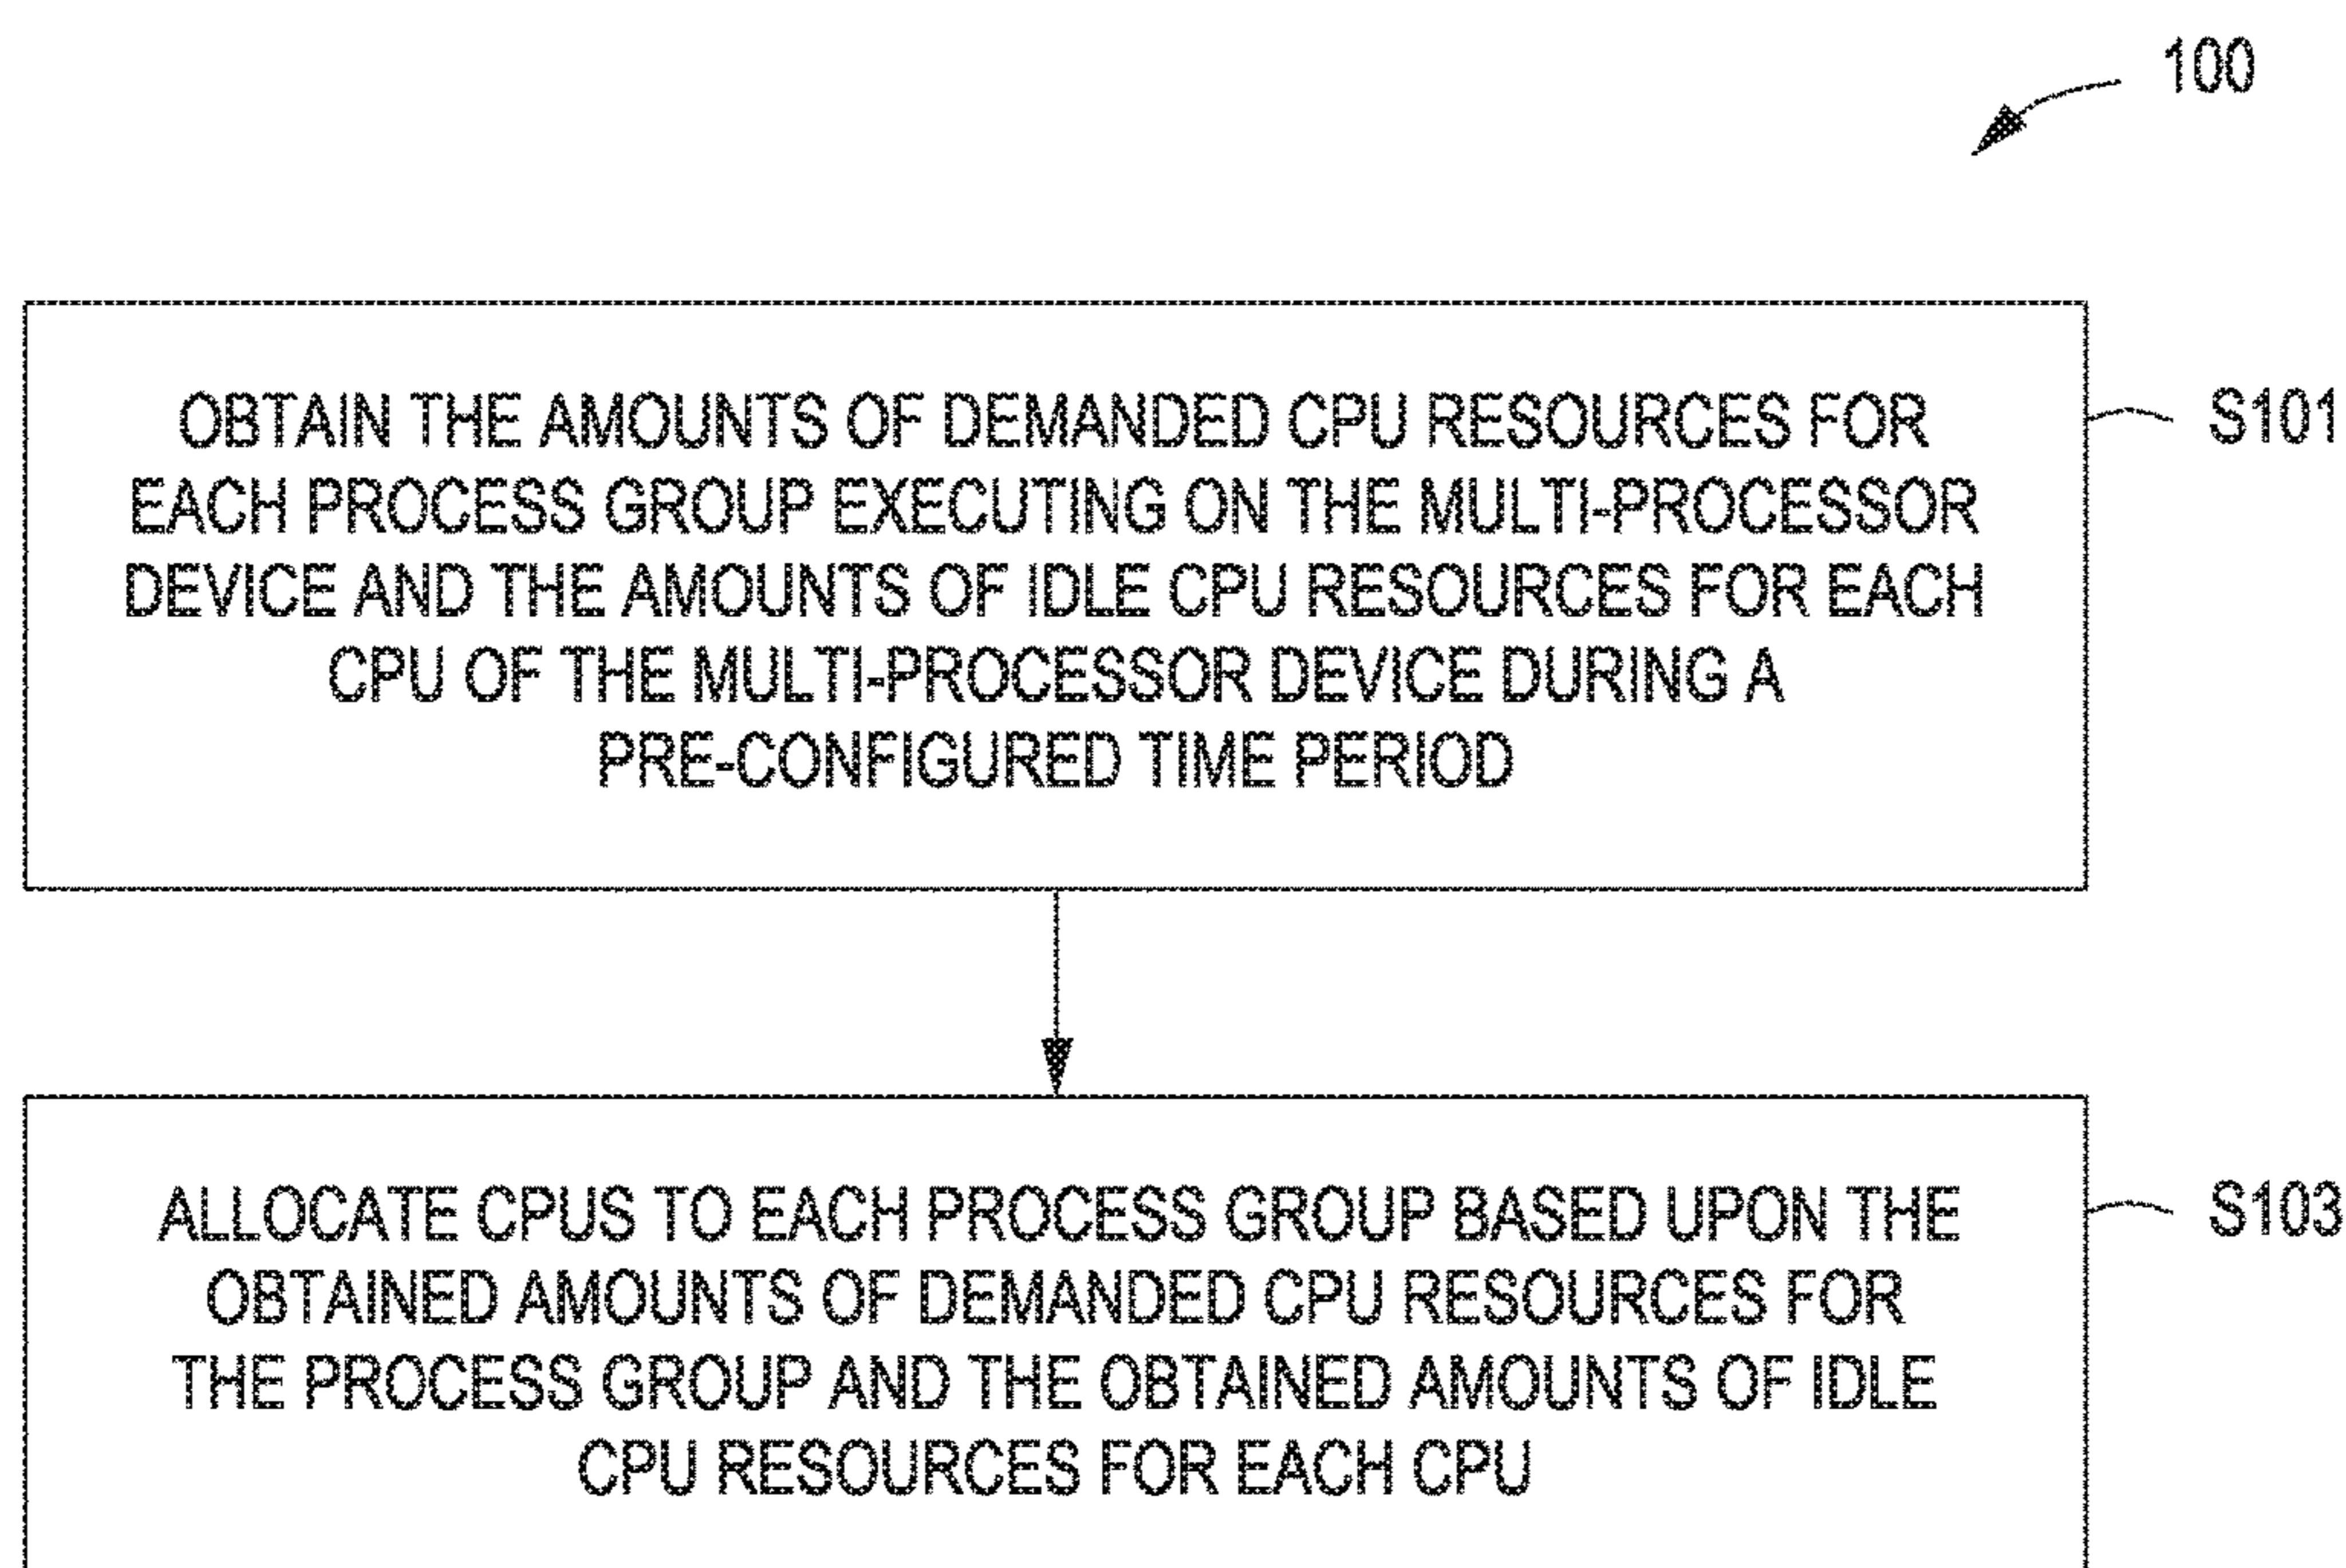 100
OBTAIN THE AMOUNTS OF DEMANDED CPU RESOURCES FOR
EACH PROCESS GROUP EXECUTING ON THE MULTI-PROCESSOR
DEVICE AND THE AMOUNTS OF IDLE CPU RESOURCES FOR EACH
CPU OF THE MULTI-PROCESSOR DEVICE DURING A
PRE-CONFIGURED TIME PERIOD
S101
ALLOCATE CPUS TO EACH PROCESS GROUP BASED UPON THE
OBTAINED AMOUNTS OF DEMANDED CPU RESOURCES FOR
THE PROCESS GROUP AND THE OBTAINED AMOUNTS OF IDLE
CPU RESOURCES FOR EACH CPU
S103